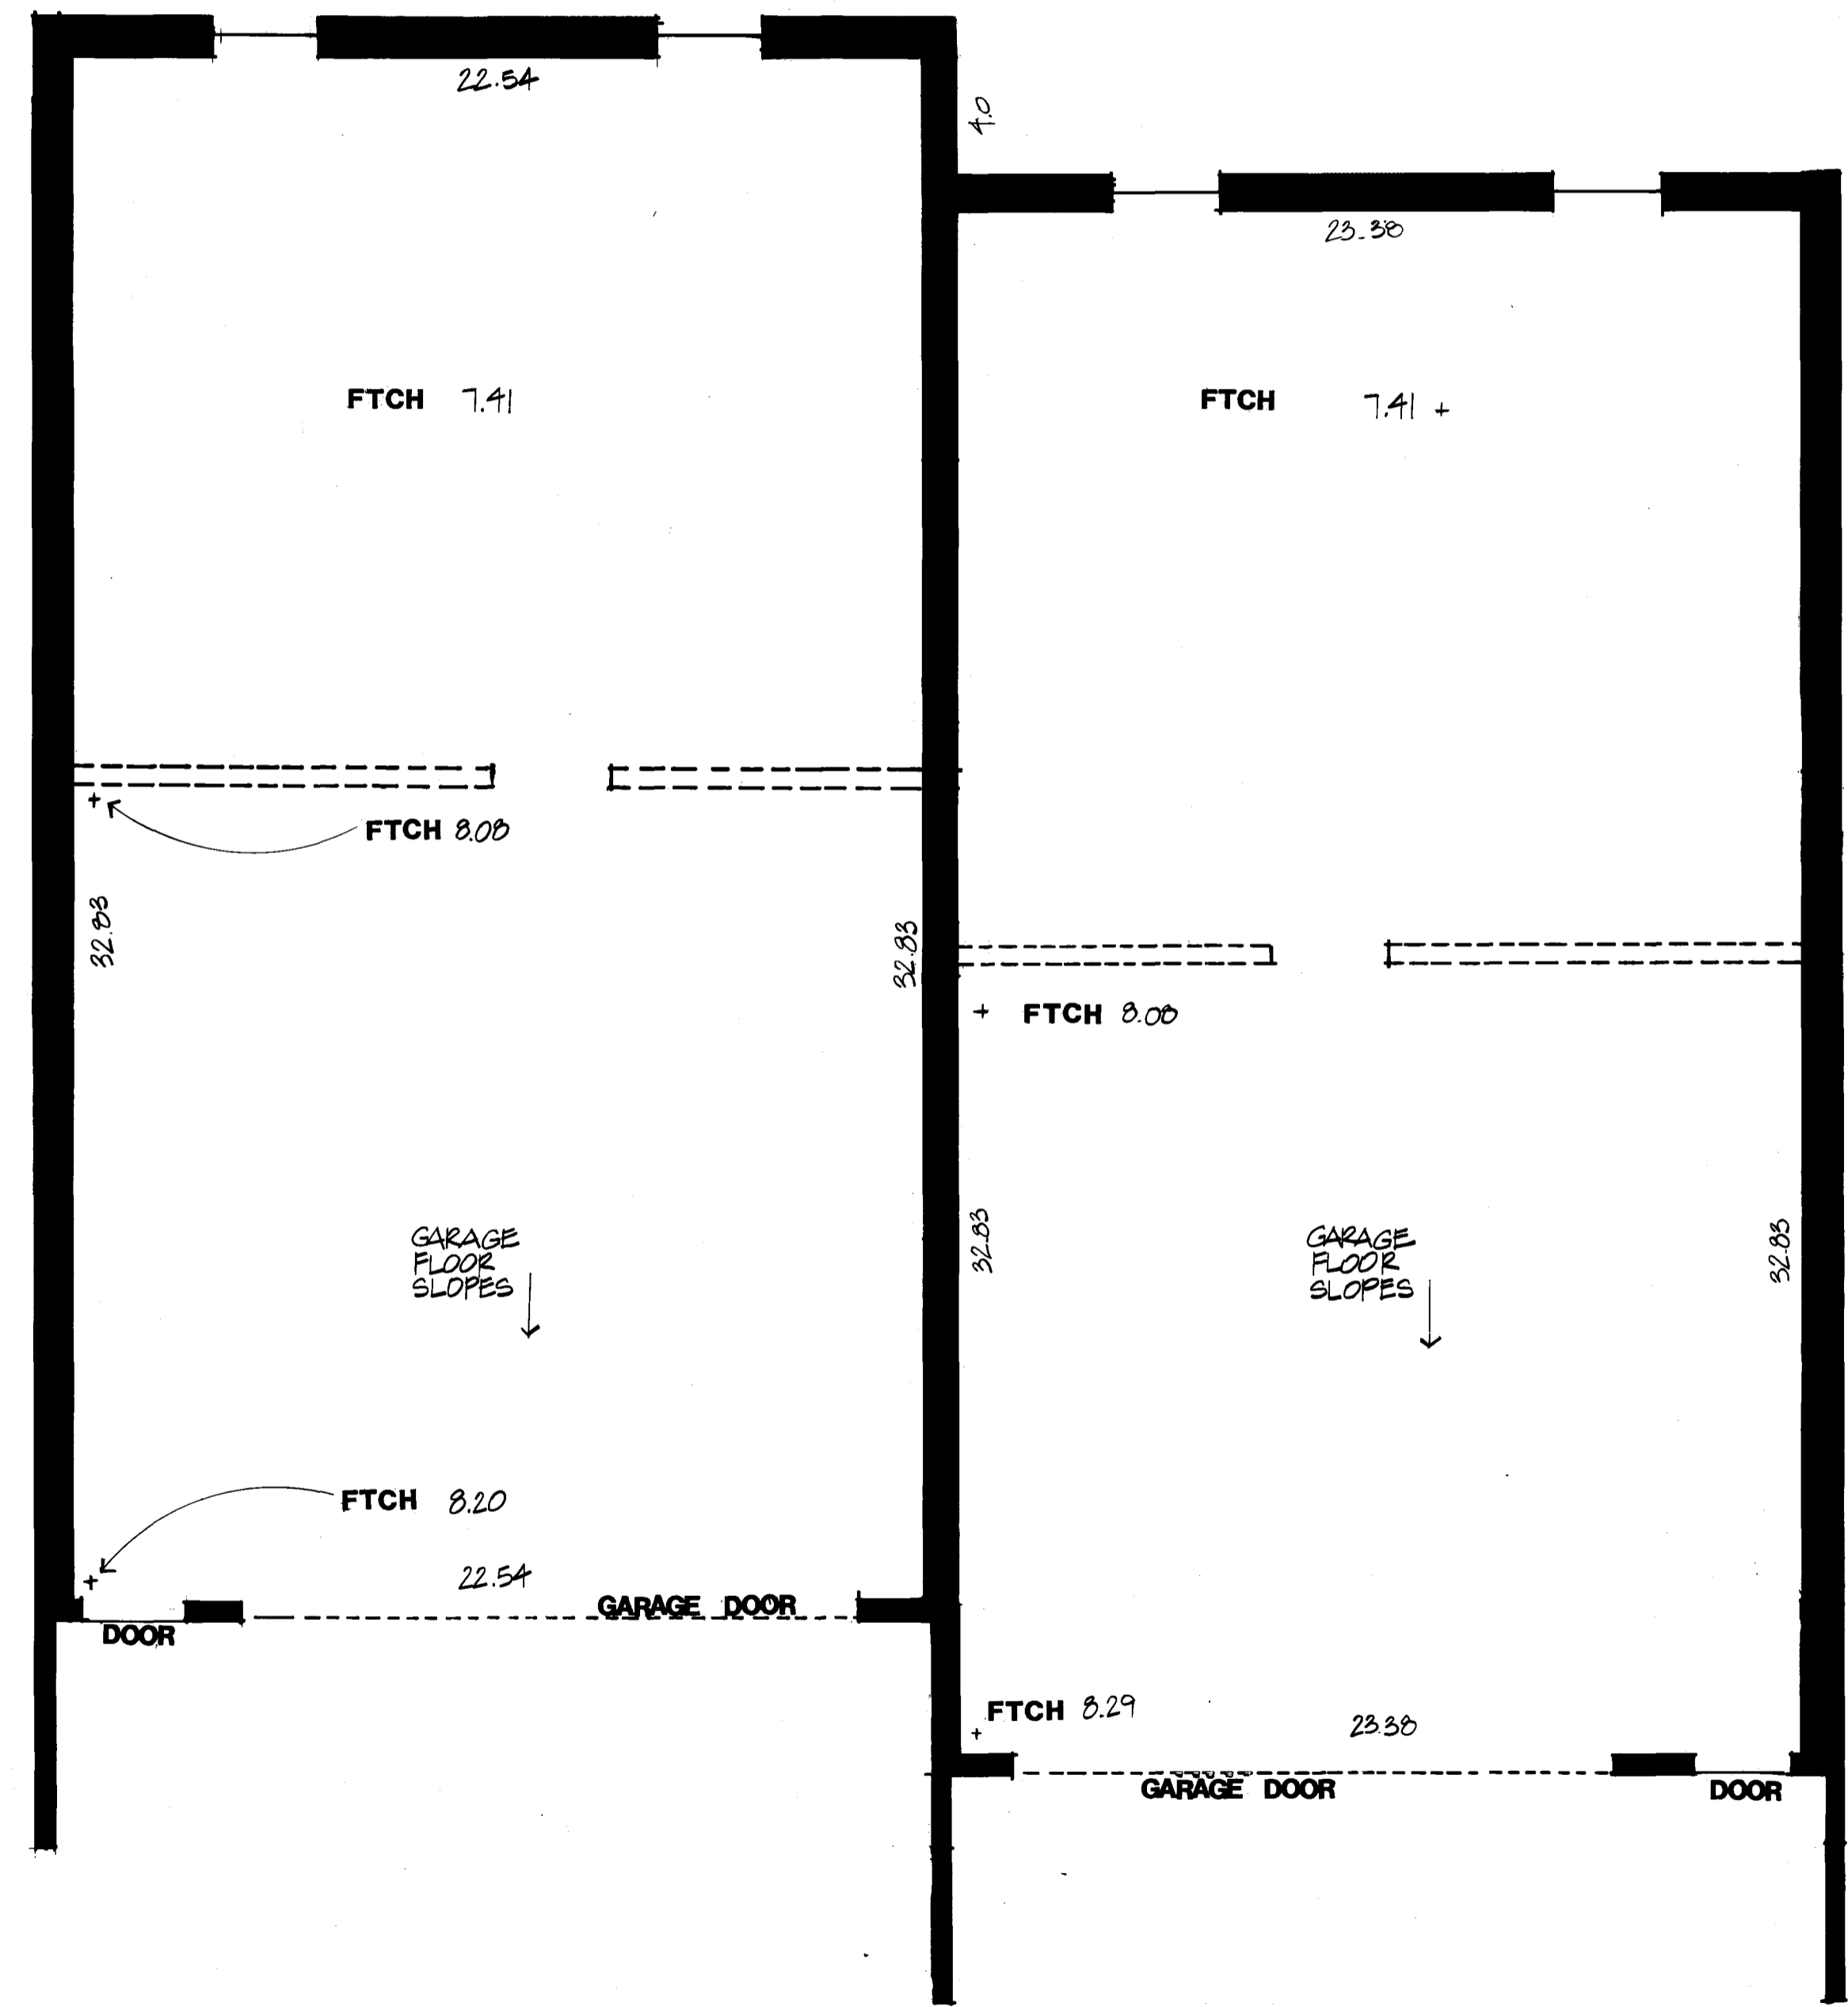 22.54
4.0
23.38
FTCH 7.41
FTCH 7.41 +
FTCH 8.08
32.83
32.83
FTCH 8.08
32.83
32.83
GARAGE
FLOOR
SLOPES
GARAGE
FLOOR
SLOPES
FTCH 8.20
22.54
GARAGE DOOR
DOOR
FTCH 8.29
23.38
GARAGE DOOR
DOOR